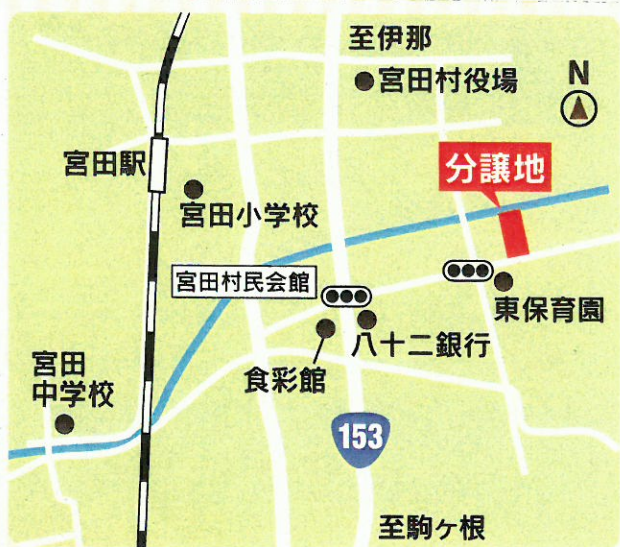 至伊那
宮田村役場
N
宮田駅
分譲地
宮田小学校
宮田村民会館
東保育園
八十二銀行
食彩館
宮田
中学校
153
至駒ヶ根